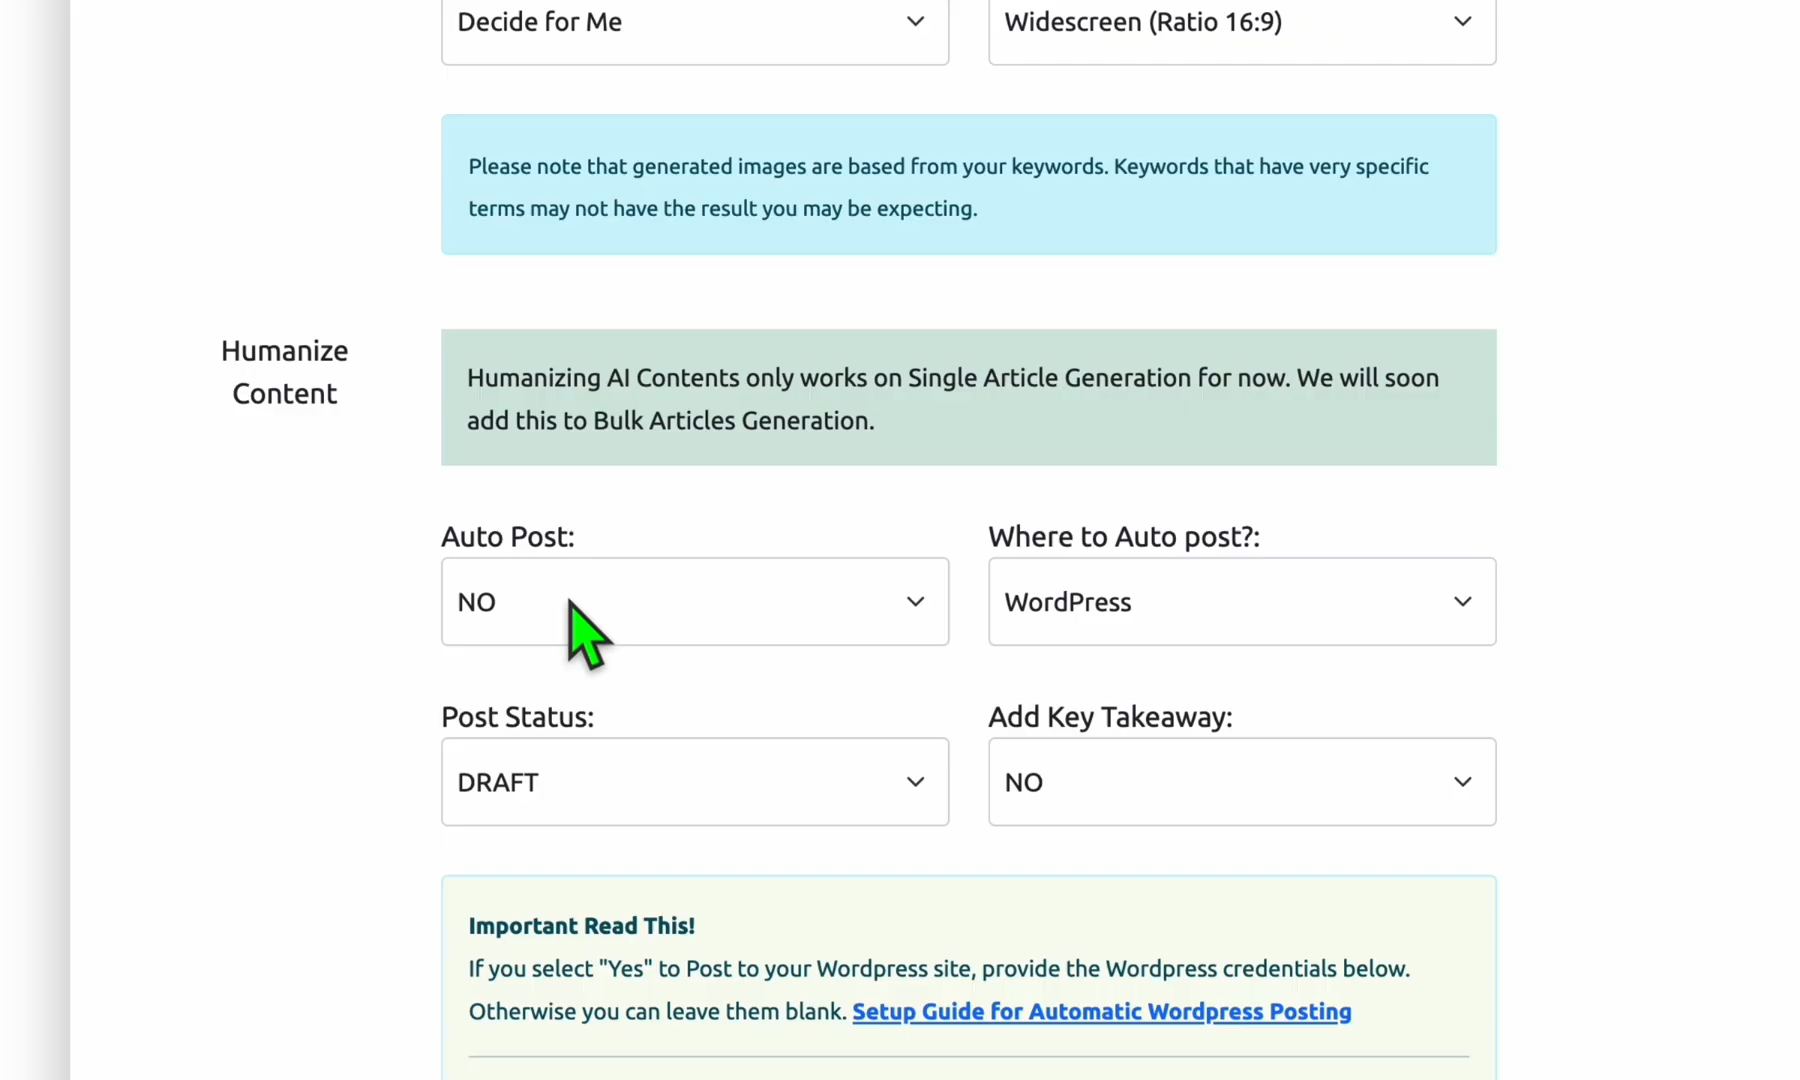 Decide for Me
Widescreen (Ratio 16:9)
Please note that generated images are based from your keywords. Keywords that have very specific
terms may not have the result you may be expecting.
Humanize
Content
Humanizing AI Contents only works on Single Article Generation for now. We will soon
add this to Bulk Articles Generation.
Auto Post:
Where to Auto post?:
NO
WordPress
Post Status:
Add Key Takeaway:
DRAFT
NO
Important Read This!
If you select "Yes" to Post to your Wordpress site, provide the Wordpress credentials below.
Otherwise you can leave them blank. Setup Guide for Automatic Wordpress Posting